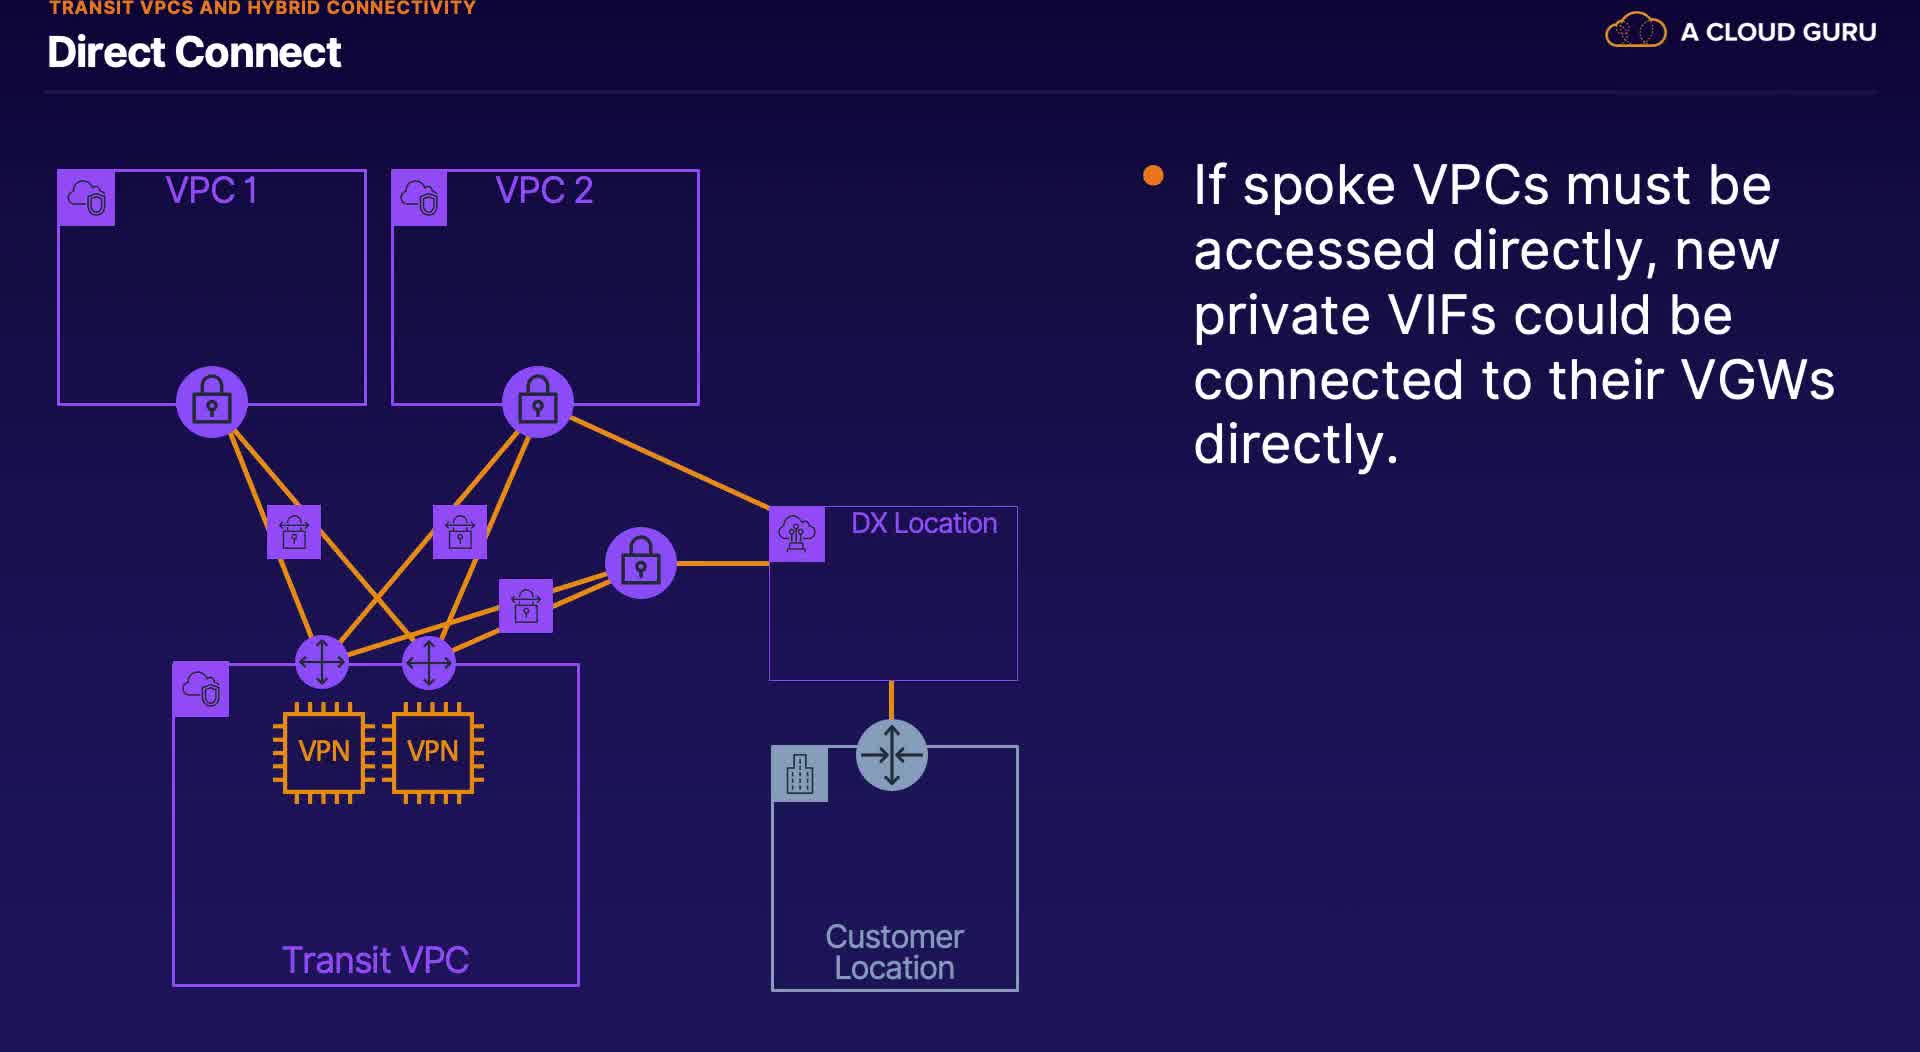 TRANSIT VPCS AND HYBRID CONNECTIVITY
Direct Connect
A CLOUD GURU
VPC 1
VPC 2
If spoke VPCs must be
accessed directly, new
private VIFs could be
connected to their VGWs
directly.
DX Location
VPN
VPN
Transit VPC
Customer
Location